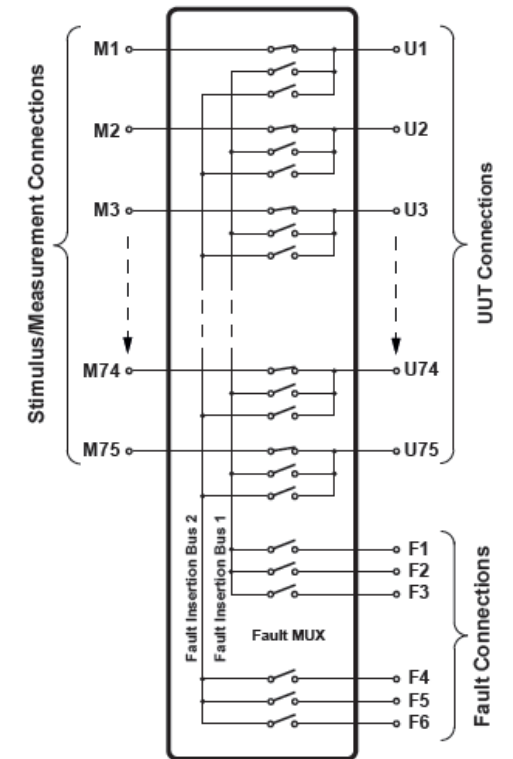 Stimulus/Measurement Connections
M1
U1
M2
U2
M3
U3
M74
U74
M75
U75
UUT Connections
Fault Insertion Bus 2
Fault Insertion Bus 1
Fault MUX
F1
F2
F3
F4
F5
F6
Fault Connections